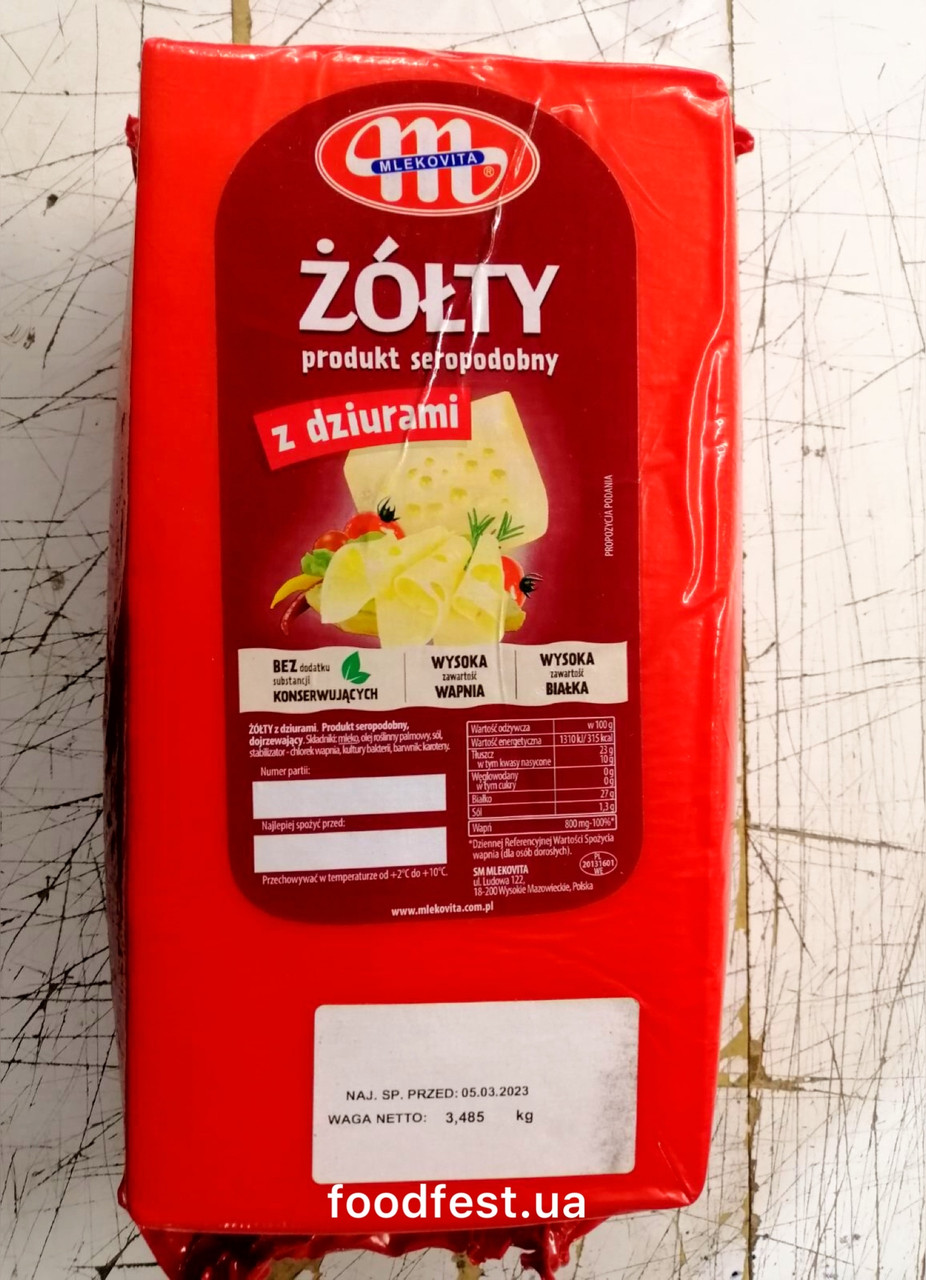 MLEKOVITA
®
ŻÓŁTY
produkt seropodobny
z dziurami
PROPOZYCJA PODANIA
BEZ dodatku
substancji
KONSERWUJĄCYCH
WYSOKA
zawartość
WAPNIA
WYSOKA
zawartość
BIAŁKA
ŻÓŁTY z dziurami. Produkt seropodobny,
dojrzewający. Składniki: mleko, olej roślinny palmowy, sól,
stabilizator - chlorek wapnia, kultury bakterii, barwnik: karoteny.
Numer partii:
Najlepiej spożyć przed:
Przechowywać w temperaturze od +2°C do +10°C.
Wartość odżywcza w 100 g
Wartość energetyczna 1310 kJ/ 315 kcal
Tłuszcz 23 g
w tym kwasy nasycone 10 g
Węglowodany 0 g
w tym cukry 0 g
Białko 27 g
Sól 1,3 g
Wapń 800 mg-100%*
*Dziennej Referencyjnej Wartości Spożycia
wapnia (dla osób dorosłych).
SM MLEKOVITA
ul. Ludowa 122,
18-200 Wysokie Mazowieckie, Polska
PL
20131601
WE
www.mlekovita.com.pl
NAJ. SP. PRZED: 05.03.2023
WAGA NETTO: 3,485 kg
foodfest.ua